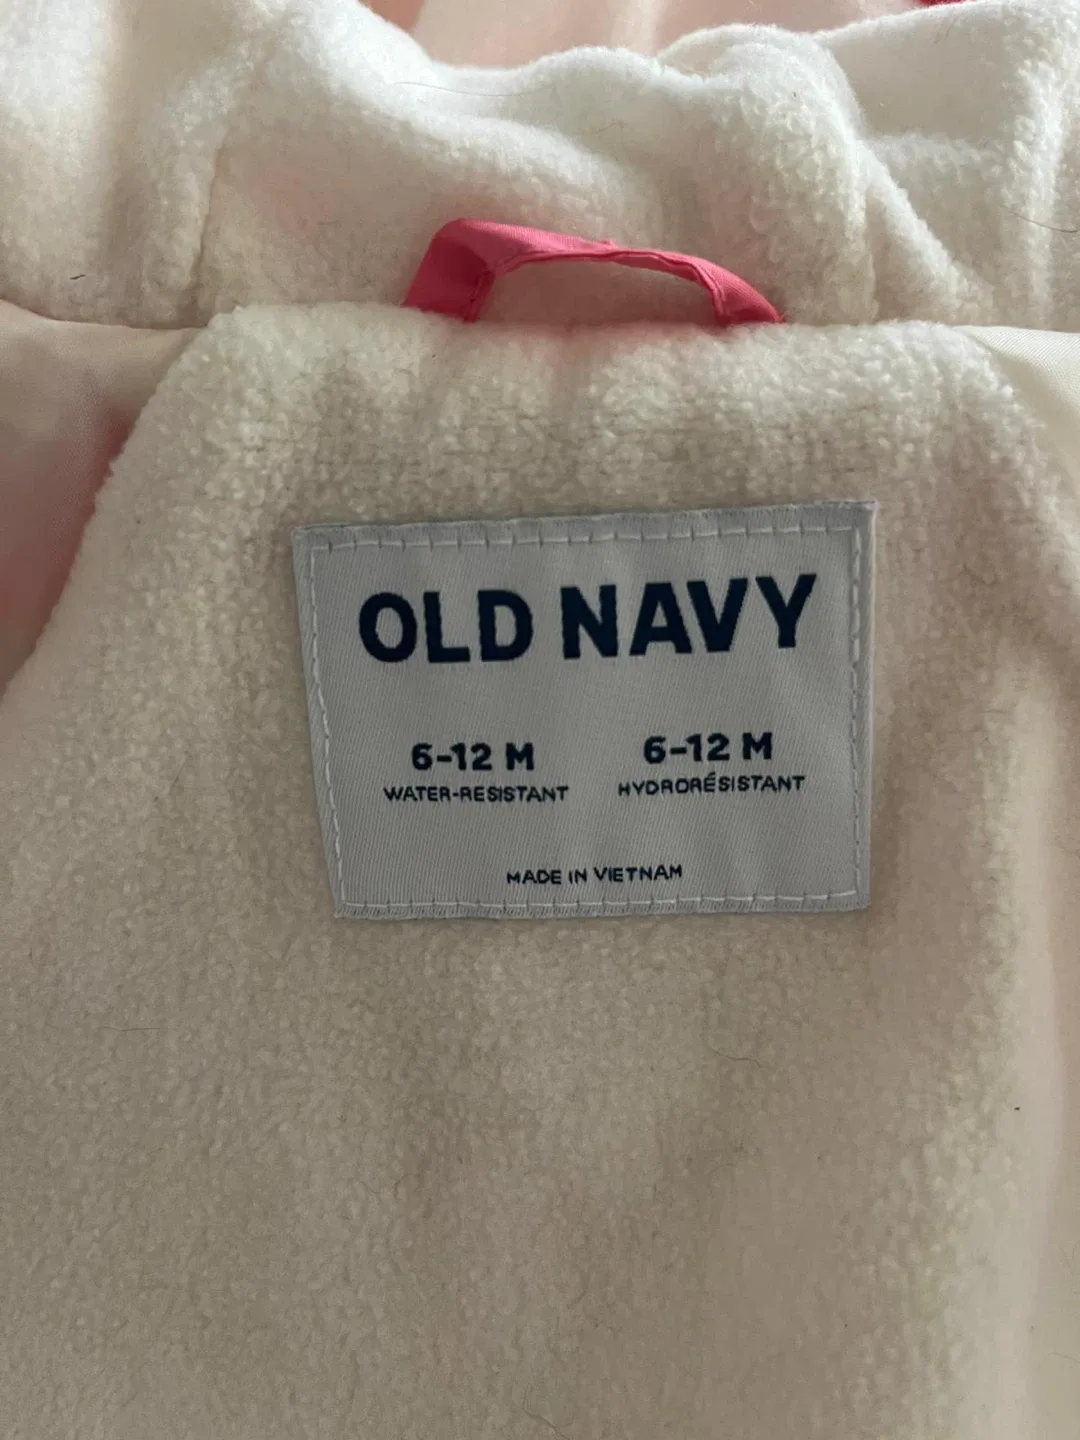 OLD NAVY
6-12 M 6-12 M
WATER-RESISTANT HYDRORÉSISTANT
MADE IN VIETNAM